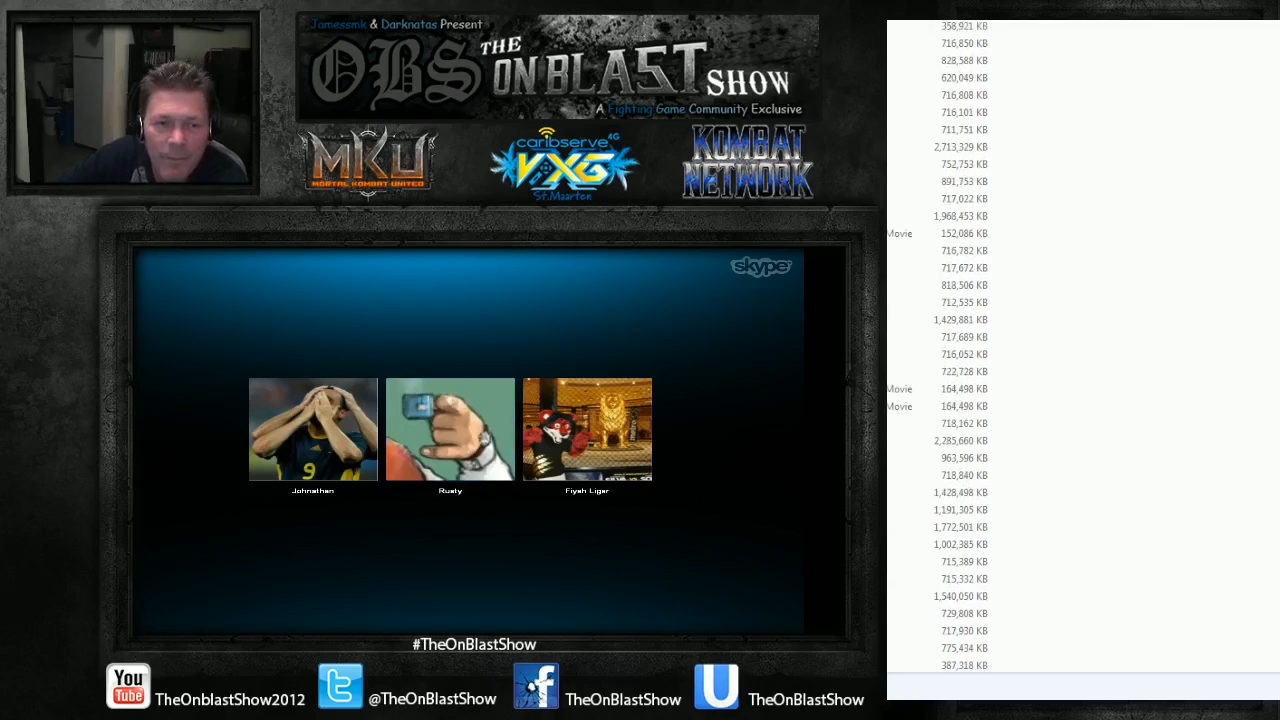 Jamessmk & Darknatas Present
OBS THE ON BLAST SHOW
A Fighting Game Community Exclusive
MKU
MORTAL KOMBAT UNITED
caribserve 4G
VXG
St.Maarten
KOMBAT NETWORK
skype
9
Johnathan
Rusty
Fiyah Liger
#TheOnBlastShow
You Tube
TheOnblastShow2012
@TheOnBlastShow
TheOnBlastShow
TheOnBlastShow
358,921 KB
716,850 KB
828,588 KB
620,049 KB
716,808 KB
716,101 KB
711,751 KB
2,713,329 KB
752,753 KB
891,753 KB
717,022 KB
1,968,453 KB
Movie 152,086 KB
716,782 KB
717,672 KB
818,506 KB
712,535 KB
1,429,881 KB
717,689 KB
716,052 KB
722,728 KB
Movie 164,498 KB
Movie 164,498 KB
718,162 KB
2,285,660 KB
963,596 KB
718,840 KB
1,428,498 KB
1,191,305 KB
1,772,501 KB
1,002,385 KB
715,389 KB
715,332 KB
1,540,050 KB
729,808 KB
717,930 KB
775,434 KB
387,318 KB